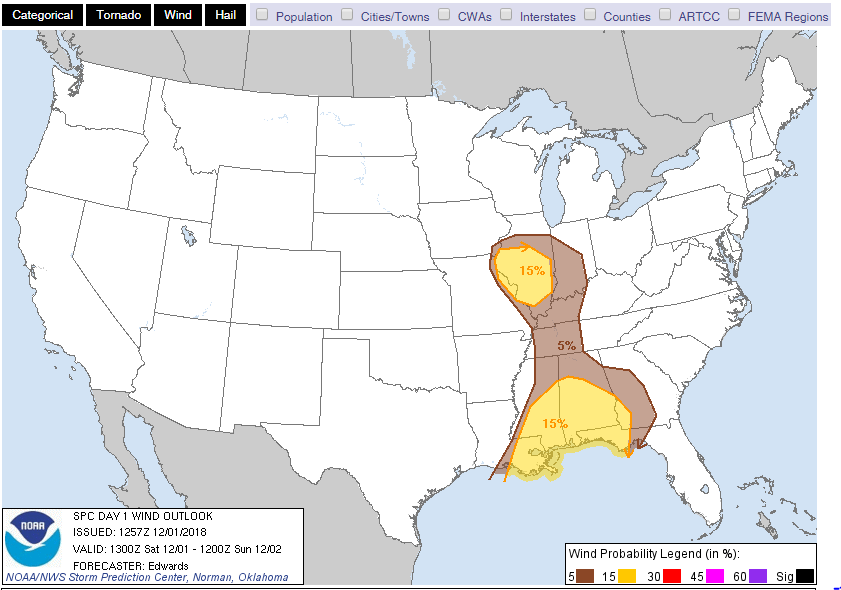 Categorical Tornado Wind Hail Population Cities/Towns CWAs Interstates Counties ARTCC FEMA Regions
15%
5%
15%
NOAA
SPC DAY 1 WIND OUTLOOK
ISSUED: 1257Z 12/01/2018
VALID: 1300Z Sat 12/01 - 1200Z Sun 12/02
FORECASTER: Edwards
NOAA/NWS Storm Prediction Center, Norman, Oklahoma
Wind Probability Legend (in %):
5 15 30 45 60 Sig